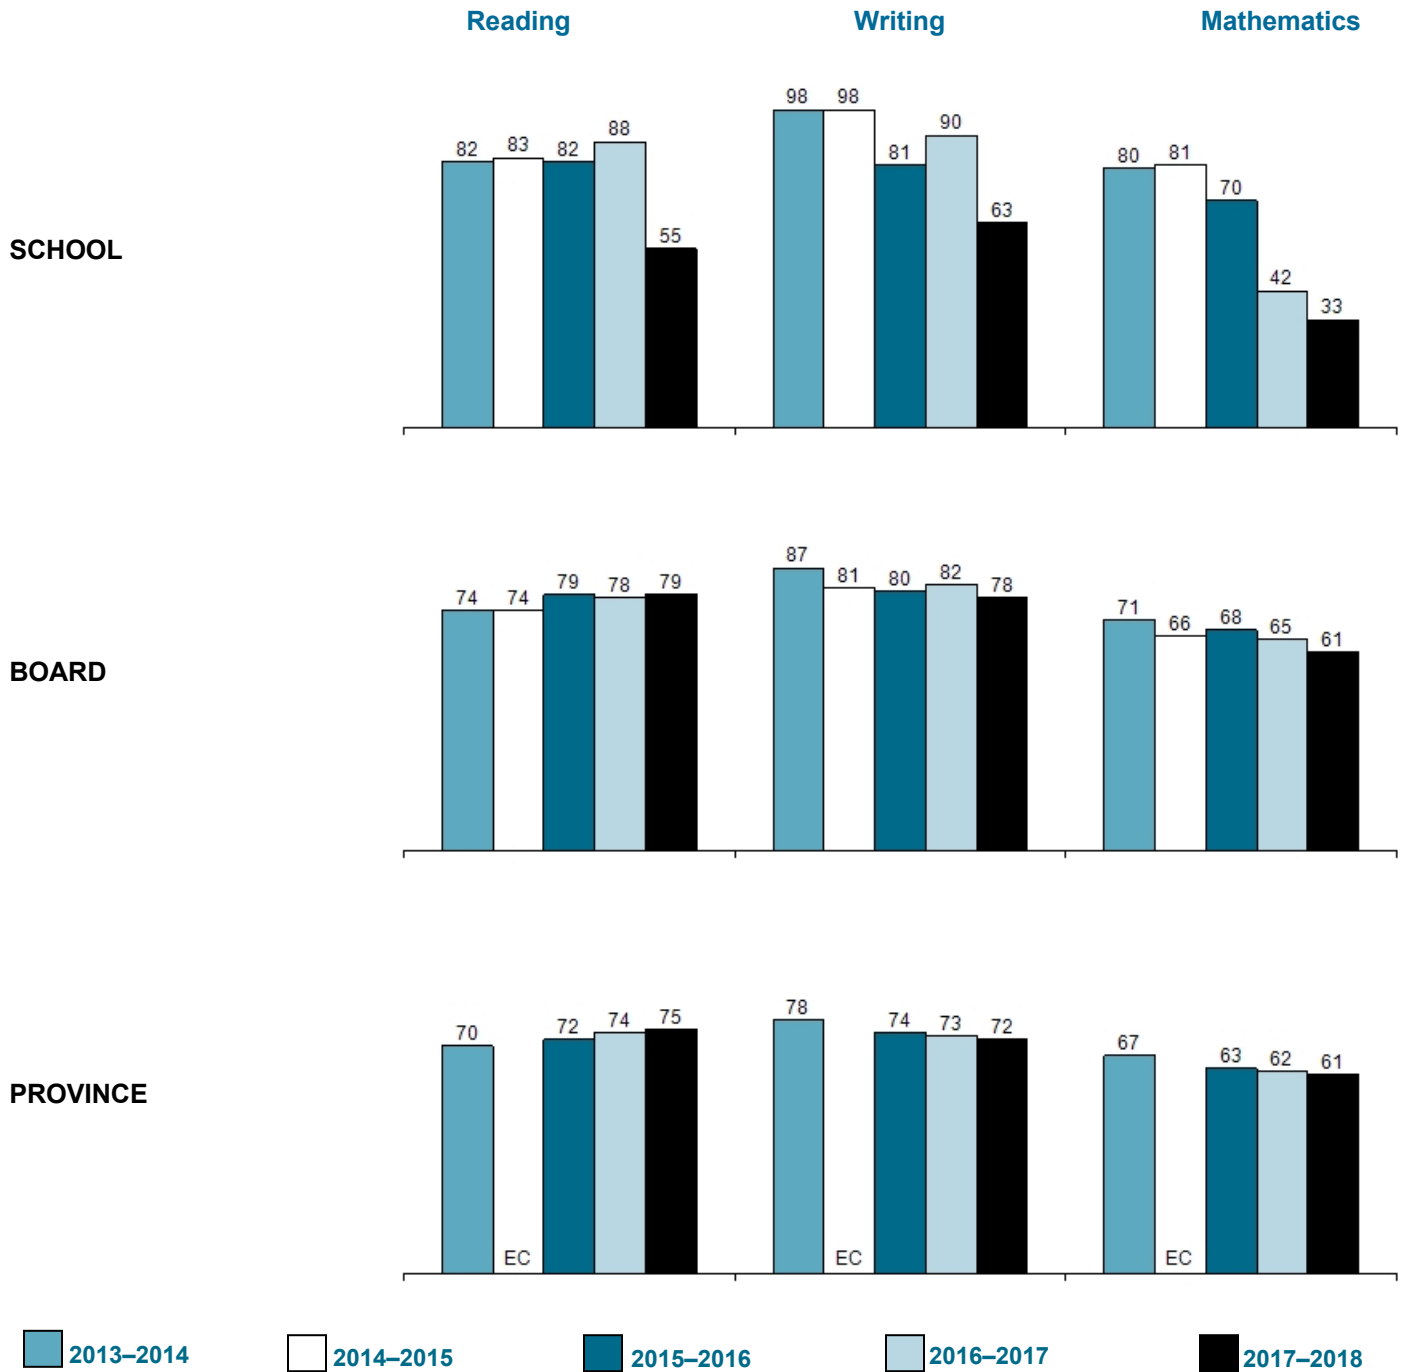 Reading Writing Mathematics
SCHOOL
82 83 82 88 55 98 98 81 90 63 80 81 70 42 33
BOARD
74 74 79 78 79 87 81 80 82 78 71 66 68 65 61
PROVINCE
70 EC 72 74 75 78 EC 74 73 72 67 EC 63 62 61
2013–2014 2014–2015 2015–2016 2016–2017 2017–2018